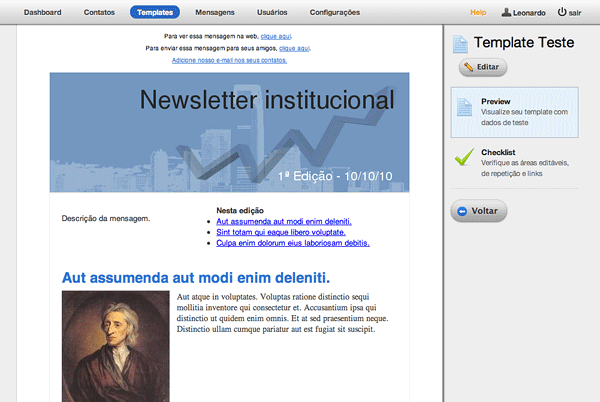 Dashboard Contatos Templates Mensagens Usuários Configurações Help Leonardo sair
Para ver essa mensagem na web, clique aqui.
Para enviar essa mensagem para seus amigos, clique aqui.
Adicione nosso e-mail nos seus contatos.
Newsletter institucional
1ª Edição - 10/10/10
Descrição da mensagem.
Nesta edição
Aut assumenda aut modi enim deleniti.
Sint totam qui eaque libero voluptate.
Culpa enim dolorum eius laboriosam debitis.
Aut assumenda aut modi enim deleniti.
Aut atque in voluptates. Voluptas ratione distinctio sequi
mollitia inventore qui consectetur et. Accusantium ipsa qui
distinctio ut quidem enim omnis. Et at sed praesentium neque.
Distinctio ullam cumque pariatur aut est fugiat sit suscipit.
Template Teste
Editar
Preview
Visualize seu template com
dados de teste
Checklist
Verifique as áreas editáveis,
de repetição e links
Voltar